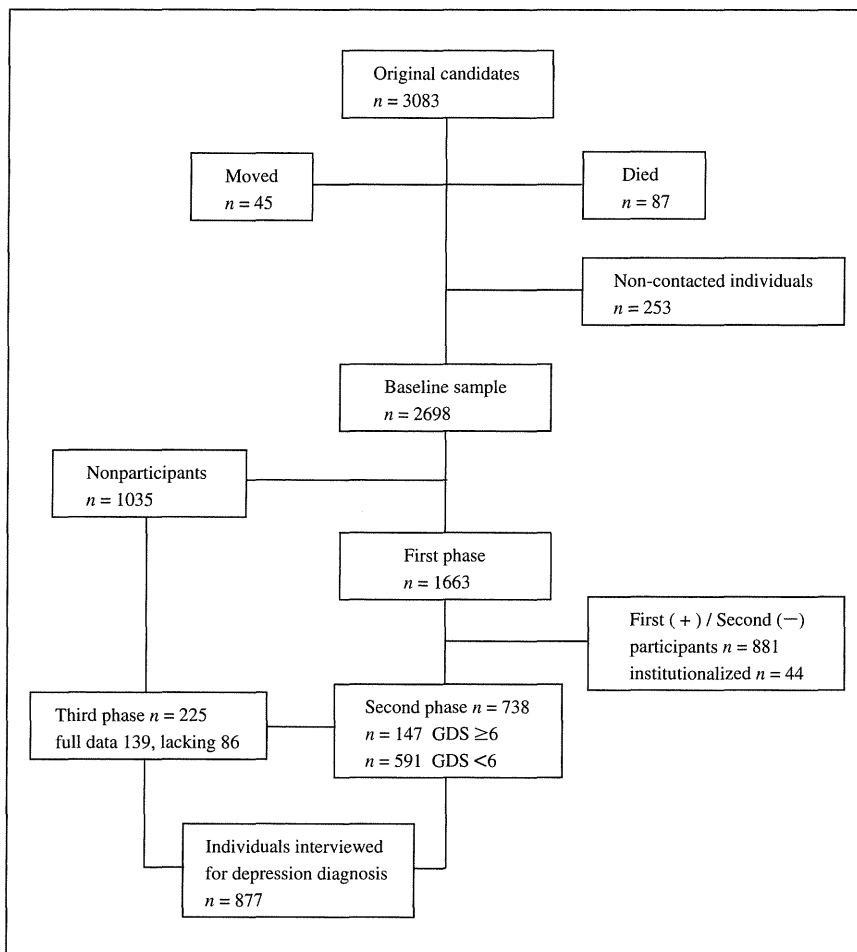 Original candidates
n = 3083
Moved
n = 45
Died
n = 87
Non-contacted individuals
n = 253
Baseline sample
n = 2698
Nonparticipants
n = 1035
First phase
n = 1663
First (+) / Second (—)
participants n = 881
institutionalized n = 44
Third phase n = 225
full data 139, lacking 86
Second phase n = 738
n = 147 GDS ≥6
n = 591 GDS <6
Individuals interviewed
for depression diagnosis
n = 877